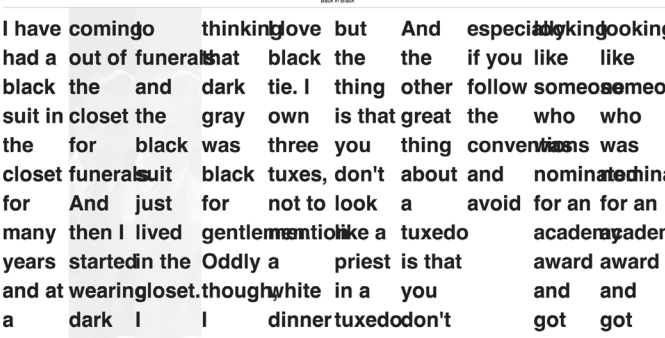 Back in Black
I have
had a
black
suit in
the
closet
for
many
years
and at
a
coming
out of
the
closet
for
funerals
And
then I
started
wearing
dark
to
funerals
and
the
black
suit
just
lived
in the
closet.
I
thinking
that
dark
gray
was
black
for
gentlemen
Oddly
though,
I
I love
black
tie. I
own
three
tuxes,
not to
mention
a
white
dinner
but
the
thing
is that
you
don't
look
like a
priest
in a
tuxedo
And
the
other
great
thing
about
a
tuxedo
is that
you
don't
especially
if you
follow
the
conventions
and
avoid
looking
like
someone
who
was
nominated
for an
academy
award
and
got
looking
like
someo
who
was
nomina
for an
academ
award
and
got